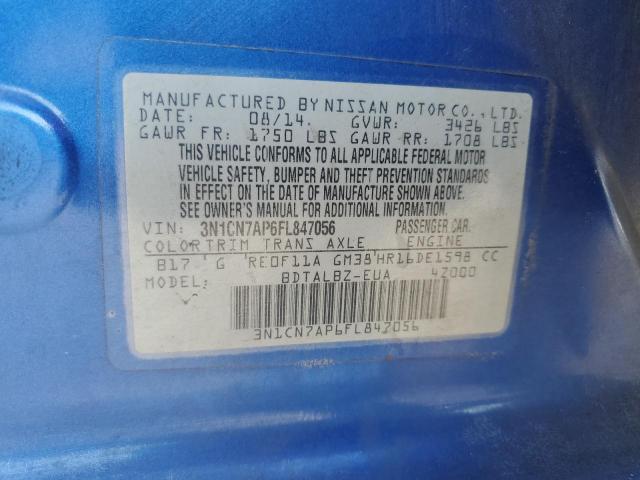 MANUFACTURED BY NISSAN MOTOR CO., LTD.
DATE: 08/14. GVWR: 3426 LBS
GAWR FR: 1750 LBS GAWR RR: 1708 LBS
THIS VEHICLE CONFORMS TO ALL APPLICABLE FEDERAL MOTOR
VEHICLE SAFETY, BUMPER AND THEFT PREVENTION STANDARDS
IN EFFECT ON THE DATE OF MANUFACTURE SHOWN ABOVE.
SEE OWNER'S MANUAL FOR ADDITIONAL INFORMATION.
VIN: 3N1CN7AP6FL847056 PASSENGER CAR.
COLOR TRIM TRANS AXLE ENGINE
B17 G RE0F11A GM38 HR16DE1598 CC
MODEL: BDTALBZ-EUA 4Z000
3N1CN7AP6FL847056